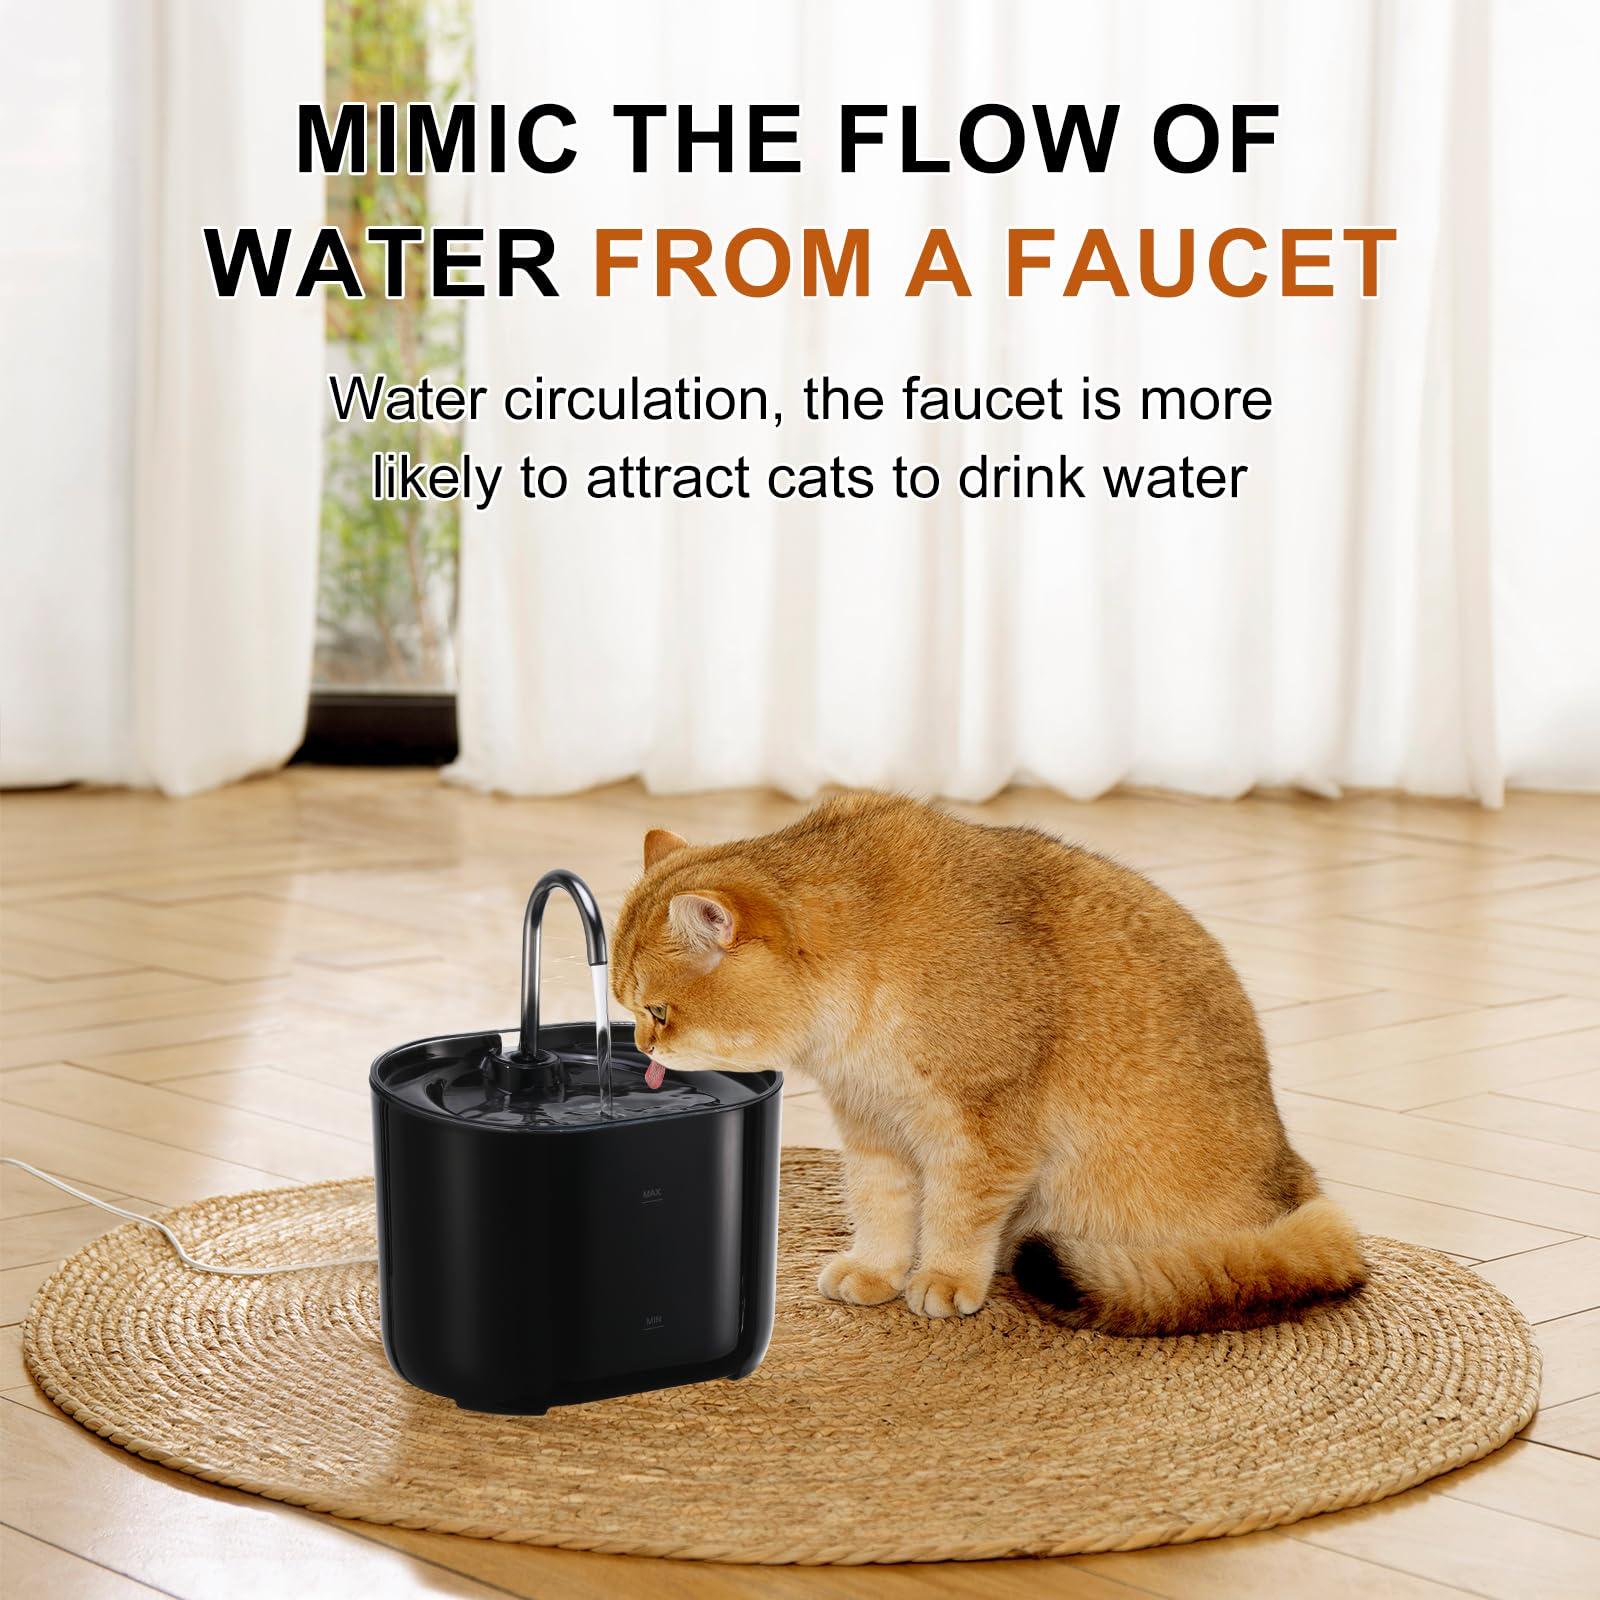 MIMIC THE FLOW OF
WATER FROM A FAUCET
Water circulation, the faucet is more
likely to attract cats to drink water
MAX
MIN